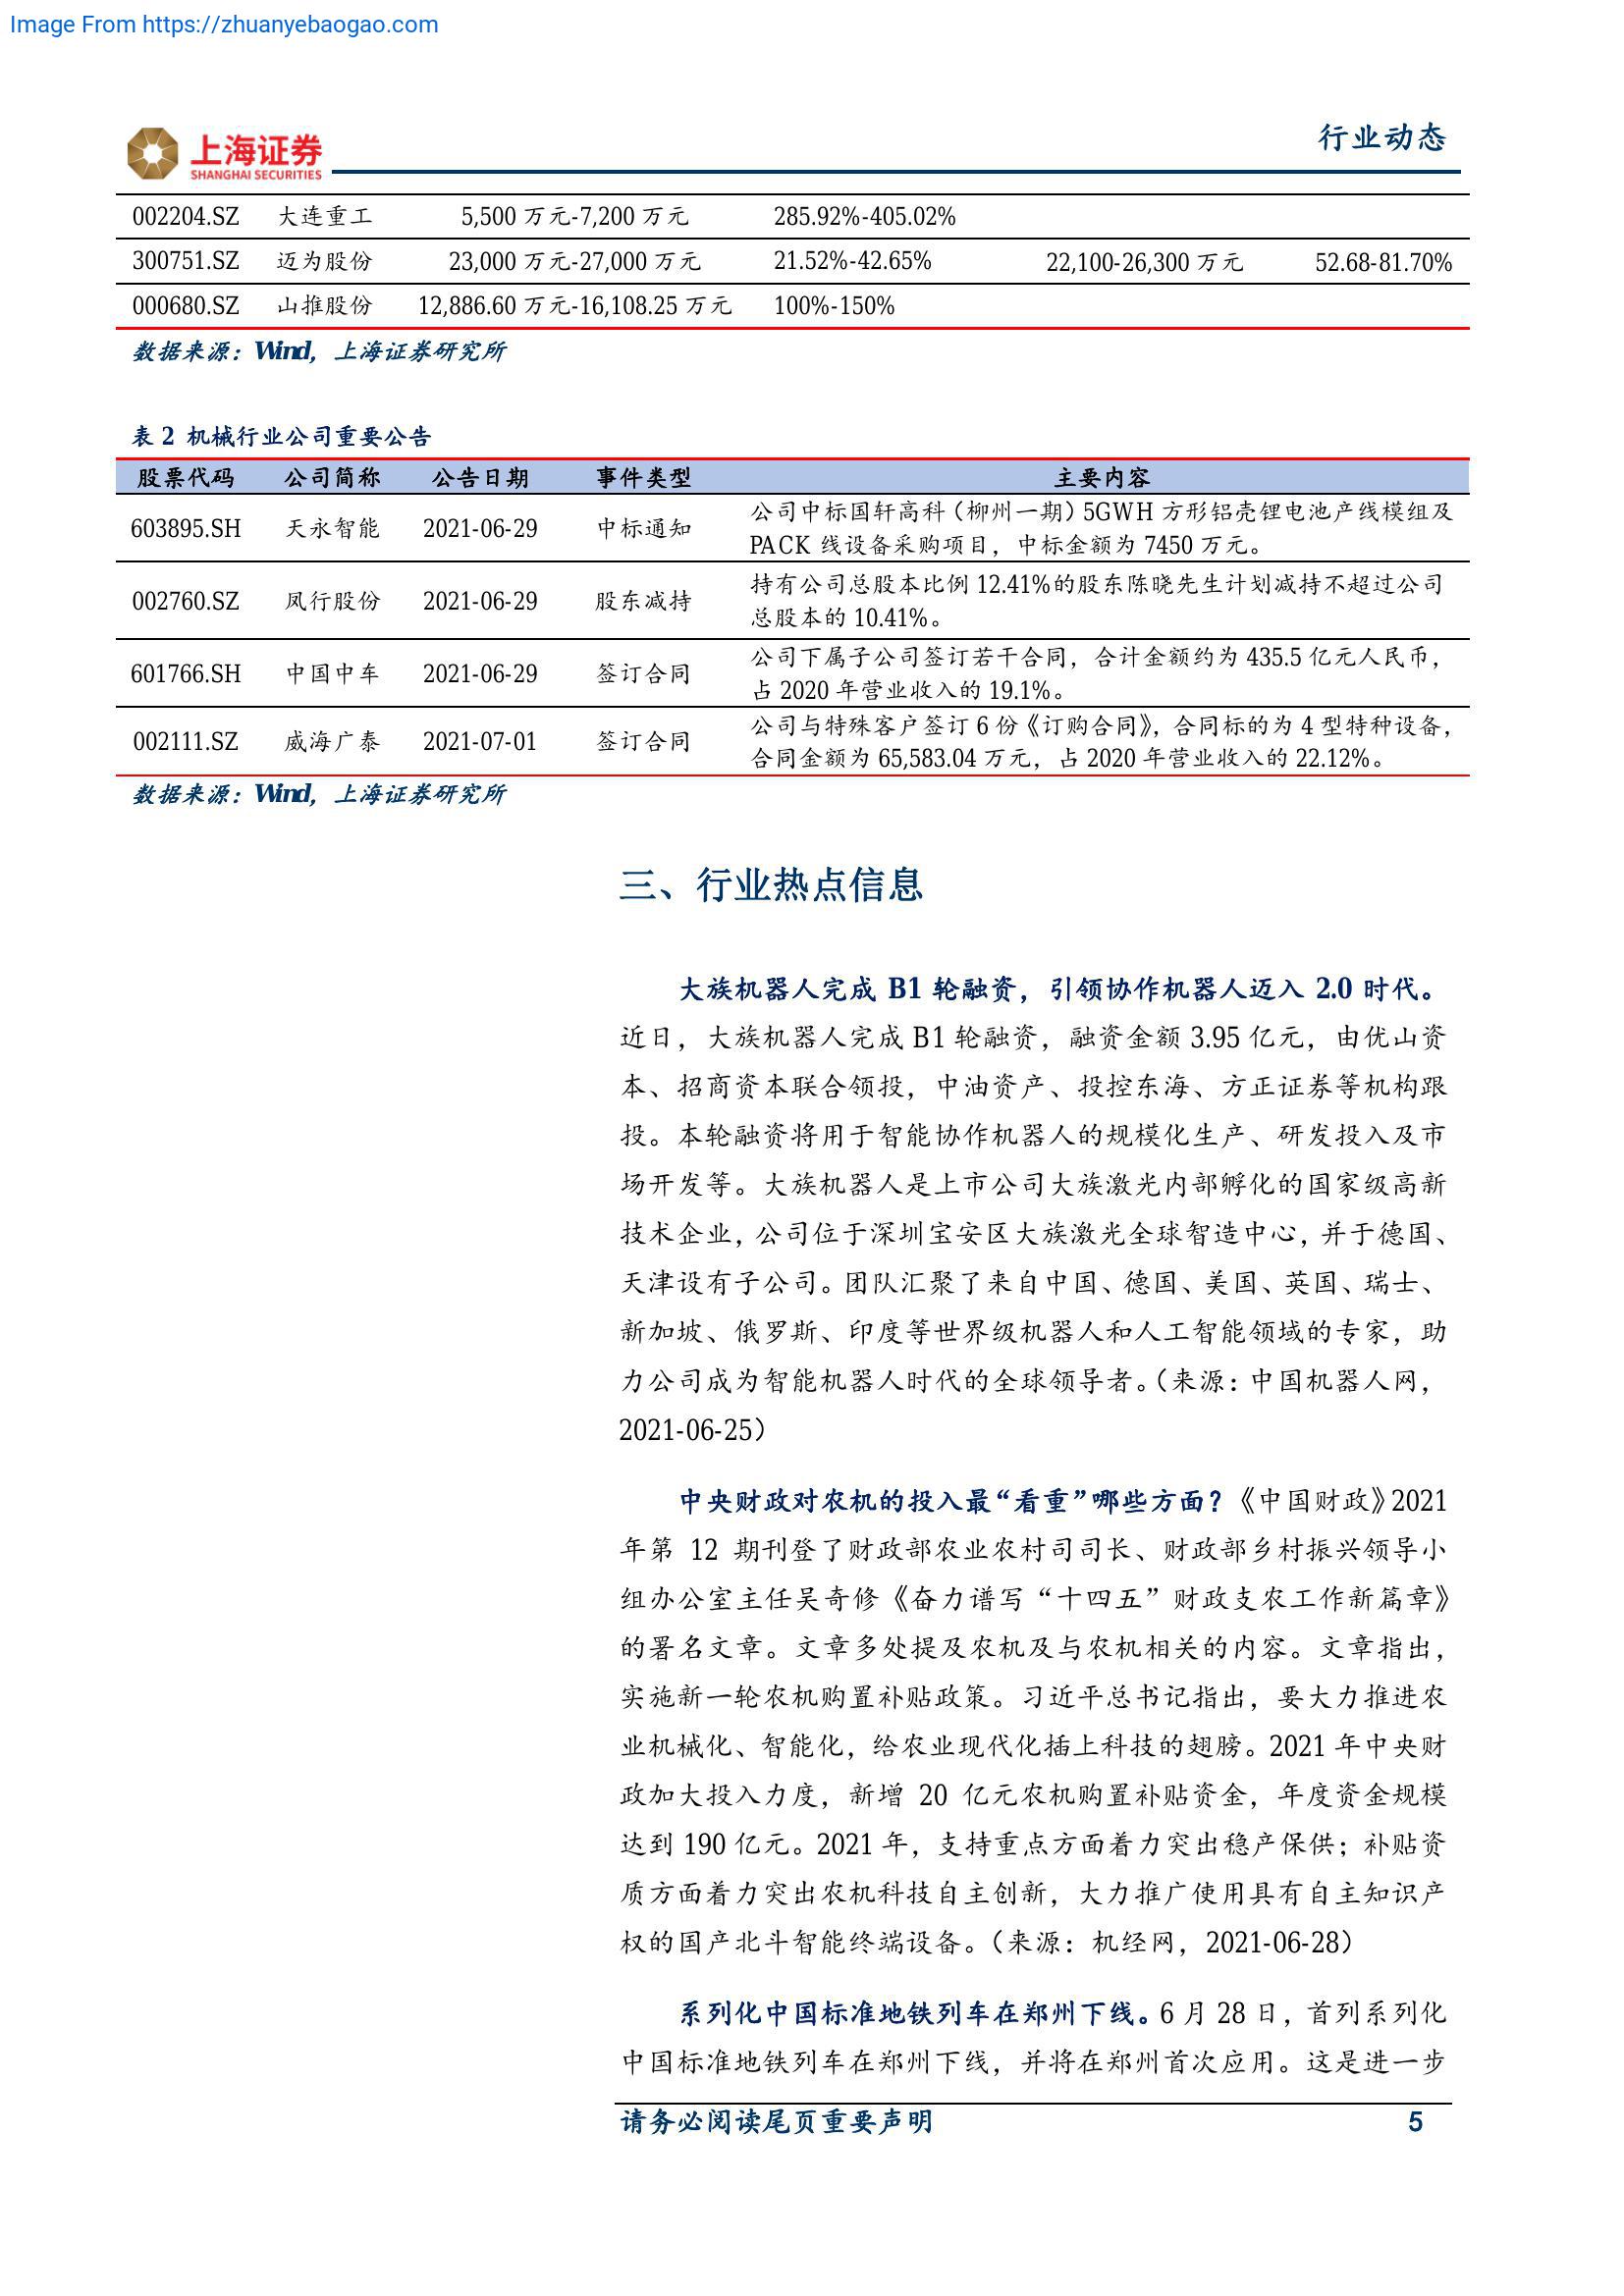 Image From https://zhuanyebaogao.com
上海证券
SHANGHAI SECURITIES
行业动态
002204.SZ 大连重工 5,500 万元-7,200 万元 285.92%-405.02%
300751.SZ 迈为股份 23,000 万元-27,000 万元 21.52%-42.65% 22,100-26,300 万元 52.68-81.70%
000680.SZ 山推股份 12,886.60 万元-16,108.25 万元 100%-150%
数据来源：Wind，上海证券研究所
表 2 机械行业公司重要公告
股票代码 公司简称 公告日期 事件类型 主要内容
603895.SH 天永智能 2021-06-29 中标通知 公司中标国轩高科（柳州一期）5GWH 方形铝壳锂电池产线模组及
PACK 线设备采购项目，中标金额为 7450 万元。
002760.SZ 凤行股份 2021-06-29 股东减持 持有公司总股本比例 12.41%的股东陈晓先生计划减持不超过公司
总股本的 10.41%。
601766.SH 中国中车 2021-06-29 签订合同 公司下属子公司签订若干合同，合计金额约为 435.5 亿元人民币，
占 2020 年营业收入的 19.1%。
002111.SZ 威海广泰 2021-07-01 签订合同 公司与特殊客户签订 6 份《订购合同》，合同标的为 4 型特种设备，
合同金额为 65,583.04 万元，占 2020 年营业收入的 22.12%。
数据来源：Wind，上海证券研究所
三、行业热点信息
大族机器人完成 B1 轮融资，引领协作机器人迈入 2.0 时代。
近日，大族机器人完成 B1 轮融资，融资金额 3.95 亿元，由优山资
本、招商资本联合领投，中油资产、投控东海、方正证券等机构跟
投。本轮融资将用于智能协作机器人的规模化生产、研发投入及市
场开发等。大族机器人是上市公司大族激光内部孵化的国家级高新
技术企业，公司位于深圳宝安区大族激光全球智造中心，并于德国、
天津设有子公司。团队汇聚了来自中国、德国、美国、英国、瑞士、
新加坡、俄罗斯、印度等世界级机器人和人工智能领域的专家，助
力公司成为智能机器人时代的全球领导者。（来源：中国机器人网，
2021-06-25）
中央财政对农机的投入最“看重”哪些方面？《中国财政》2021
年第 12 期刊登了财政部农业农村司司长、财政部乡村振兴领导小
组办公室主任吴奇修《奋力谱写“十四五”财政支农工作新篇章》
的署名文章。文章多处提及农机及与农机相关的内容。文章指出，
实施新一轮农机购置补贴政策。习近平总书记指出，要大力推进农
业机械化、智能化，给农业现代化插上科技的翅膀。2021 年中央财
政加大投入力度，新增 20 亿元农机购置补贴资金，年度资金规模
达到 190 亿元。2021 年，支持重点方面着力突出稳产保供；补贴资
质方面着力突出农机科技自主创新，大力推广使用具有自主知识产
权的国产北斗智能终端设备。（来源：机经网，2021-06-28）
系列化中国标准地铁列车在郑州下线。6 月 28 日，首列系列化
中国标准地铁列车在郑州下线，并将在郑州首次应用。这是进一步
请务必阅读尾页重要声明 5